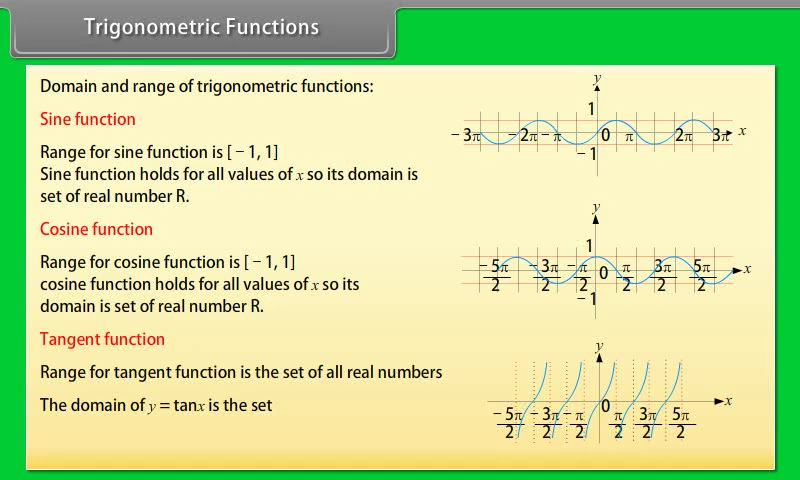 Trigonometric Functions
Domain and range of trigonometric functions:
Sine function
Range for sine function is [ − 1, 1]
Sine function holds for all values of x so its domain is
set of real number R.
Cosine function
Range for cosine function is [ − 1, 1]
cosine function holds for all values of x so its
domain is set of real number R.
Tangent function
Range for tangent function is the set of all real numbers
The domain of y = tanx is the set
y
1
− 3π − 2π − π 0 π 2π 3π x
− 1
y
1
− 5π/2 − 3π/2 − π/2 0 π/2 3π/2 5π/2 x
− 1
y
x
0
− 5π/2 − 3π/2 − π/2 π/2 3π/2 5π/2